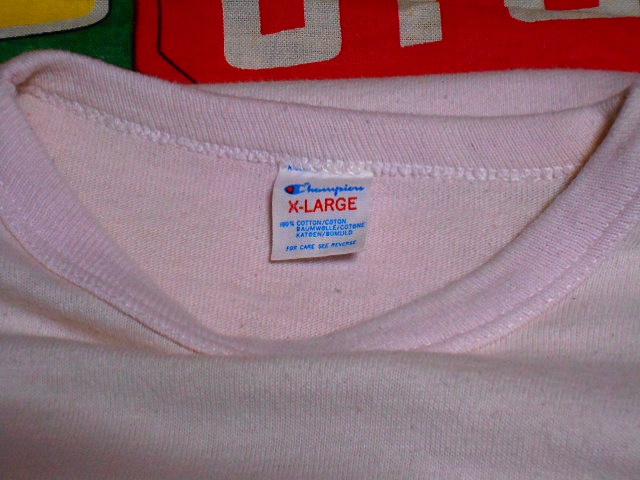 Champion
X-LARGE
100% COTTON/COTON
BAUMWOLLE/COTONE
KATOEN/BOMULD
FOR CARE SEE REVERSE